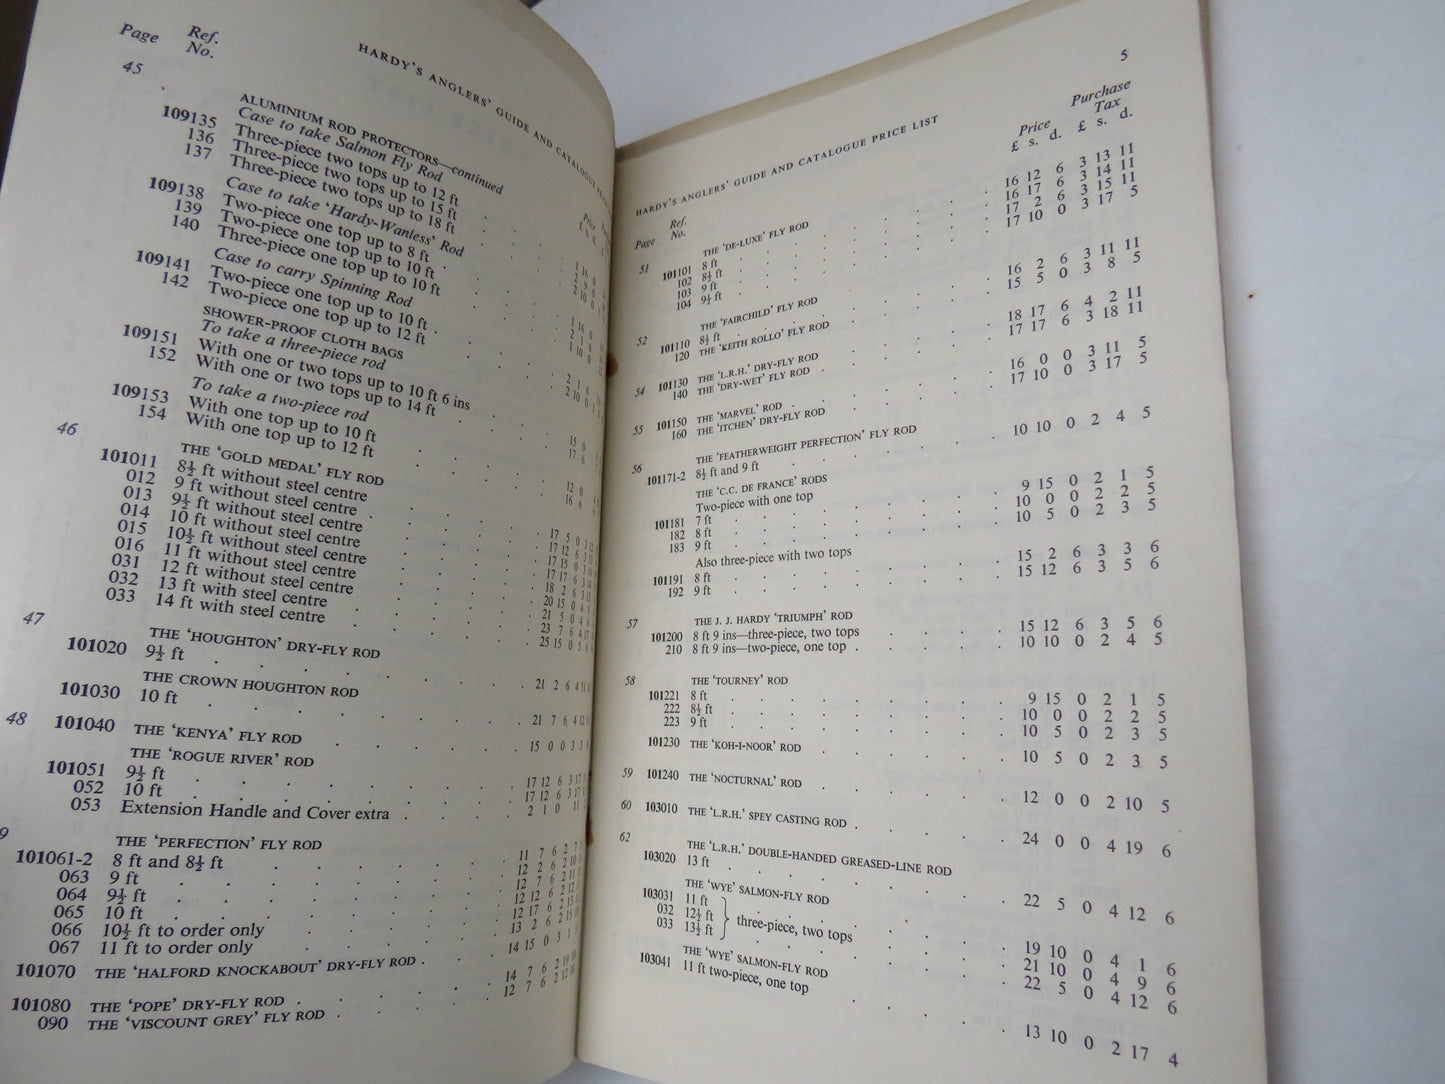 HARDY'S ANGLERS' GUIDE AND CATALOGUE PRICE
Page Ref. No.
45
ALUMINIUM ROD PROTECTORS—continued
Case to take Salmon Fly Rod
109135 Three-piece two tops up to 12 ft
136 Three-piece two tops up to 15 ft
137 Three-piece two tops up to 18 ft
Case to take 'Hardy-Wanless' Rod
109138 Two-piece one top up to 8 ft
139 Two-piece one top up to 10 ft
140 Three-piece one top up to 10 ft
Case to carry Spinning Rod
109141 Two-piece one top up to 10 ft
142 Two-piece one top up to 12 ft
SHOWER-PROOF CLOTH BAGS
To take a three-piece rod
109151 With one or two tops up to 10 ft 6 ins
152 With one or two tops up to 14 ft
To take a two-piece rod
109153 With one top up to 10 ft
154 With one top up to 12 ft
46 THE 'GOLD MEDAL' FLY ROD
101011 8½ ft without steel centre
012 9 ft without steel centre
013 9½ ft without steel centre
014 10 ft without steel centre
015 10½ ft without steel centre
016 11 ft without steel centre
031 12 ft without steel centre
032 13 ft with steel centre
033 14 ft with steel centre
47 THE 'HOUGHTON' DRY-FLY ROD
101020 9½ ft
THE CROWN HOUGHTON ROD
101030 10 ft
48 101040 THE 'KENYA' FLY ROD
THE 'ROGUE RIVER' ROD
101051 9½ ft
052 10 ft
053 Extension Handle and Cover extra
9 THE 'PERFECTION' FLY ROD
101061-2 8 ft and 8½ ft
063 9 ft
064 9½ ft
065 10 ft
066 10½ ft to order only
067 11 ft to order only
101070 THE 'HALFORD KNOCKABOUT' DRY-FLY ROD
101080 THE 'POPE' DRY-FLY ROD
090 THE 'VISCOUNT GREY' FLY ROD
5
HARDY'S ANGLERS' GUIDE AND CATALOGUE PRICE LIST
Page Ref. No. Price £ s. d. Purchase Tax £ s. d.
51 THE 'DE-LUXE' FLY ROD
101101 8 ft 16 12 6 3 13 11
102 8½ ft 16 17 6 3 14 11
103 9 ft 17 2 6 3 15 11
104 9½ ft 17 10 0 3 17 5
52 THE 'FAIRCHILD' FLY ROD
101110 8½ ft 16 2 6 3 11 11
120 THE 'KEITH ROLLO' FLY ROD 15 5 0 3 8 5
54 101130 THE 'L.R.H.' DRY-FLY ROD 18 17 6 4 2 11
140 THE 'DRY-WET' FLY ROD 17 17 6 3 18 11
55 101150 THE 'MARVEL' ROD 16 0 0 3 11 5
160 THE 'ITCHEN' DRY-FLY ROD 17 10 0 3 17 5
56 THE 'FEATHERWEIGHT PERFECTION' FLY ROD
101171-2 8½ ft and 9 ft 10 10 0 2 4 5
THE 'C.C. DE FRANCE' RODS
Two-piece with one top
101181 7 ft 9 15 0 2 1 5
182 8 ft 10 0 0 2 2 5
183 9 ft 10 5 0 2 3 5
Also three-piece with two tops
101191 8 ft 15 2 6 3 3 6
192 9 ft 15 12 6 3 5 6
57 THE J. J. HARDY 'TRIUMPH' ROD
101200 8 ft 9 ins—three-piece, two tops 15 12 6 3 5 6
210 8 ft 9 ins—two-piece, one top 10 10 0 2 4 5
58 THE 'TOURNEY' ROD
101221 8 ft 9 15 0 2 1 5
222 8½ ft 10 0 0 2 2 5
223 9 ft 10 5 0 2 3 5
101230 THE 'KOH-I-NOOR' ROD 10 5 0 2 3 5
59 101240 THE 'NOCTURNAL' ROD 12 0 0 2 10 5
60 103010 THE 'L.R.H.' SPEY CASTING ROD 24 0 0 4 19 6
62 THE 'L.R.H.' DOUBLE-HANDED GREASED-LINE ROD
103020 13 ft 22 5 0 4 12 6
THE 'WYE' SALMON-FLY ROD
103031 11 ft 19 10 0 4 1 6
032 12½ ft three-piece, two tops 21 10 0 4 9 6
033 13½ ft 22 5 0 4 12 6
THE 'WYE' SALMON-FLY ROD
103041 11 ft two-piece, one top 13 10 0 2 17 4